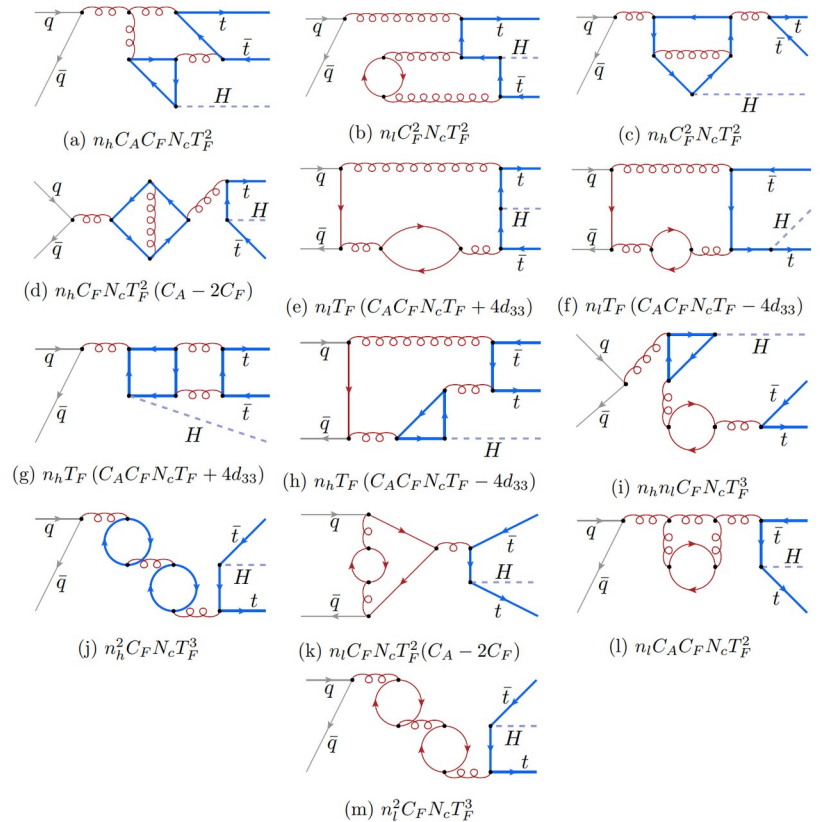 q t
q̄ t̄
H
(a) n_h C_A C_F N_c T_F^2
q t
q̄ H
t̄
(b) n_l C_F^2 N_c T_F^2
q t
q̄ t̄
H
(c) n_h C_F^2 N_c T_F^2
q t
H
q̄ t̄
(d) n_h C_F N_c T_F^2 (C_A − 2C_F)
q t
H
q̄ t̄
(e) n_l T_F (C_A C_F N_c T_F + 4d_33)
q t̄
H
q̄ t
(f) n_l T_F (C_A C_F N_c T_F − 4d_33)
q t
q̄ t̄
H
(g) n_h T_F (C_A C_F N_c T_F + 4d_33)
q t̄
t
q̄ H
(h) n_h T_F (C_A C_F N_c T_F − 4d_33)
q H
q̄ t̄
t
(i) n_h n_l C_F N_c T_F^3
q t̄
q̄ H
t
(j) n_h^2 C_F N_c T_F^3
q t̄
H
q̄ t
(k) n_l C_F N_c T_F^2 (C_A − 2C_F)
q t̄
q̄ H
t
(l) n_l C_A C_F N_c T_F^2
q t̄
q̄ H
t
(m) n_l^2 C_F N_c T_F^3